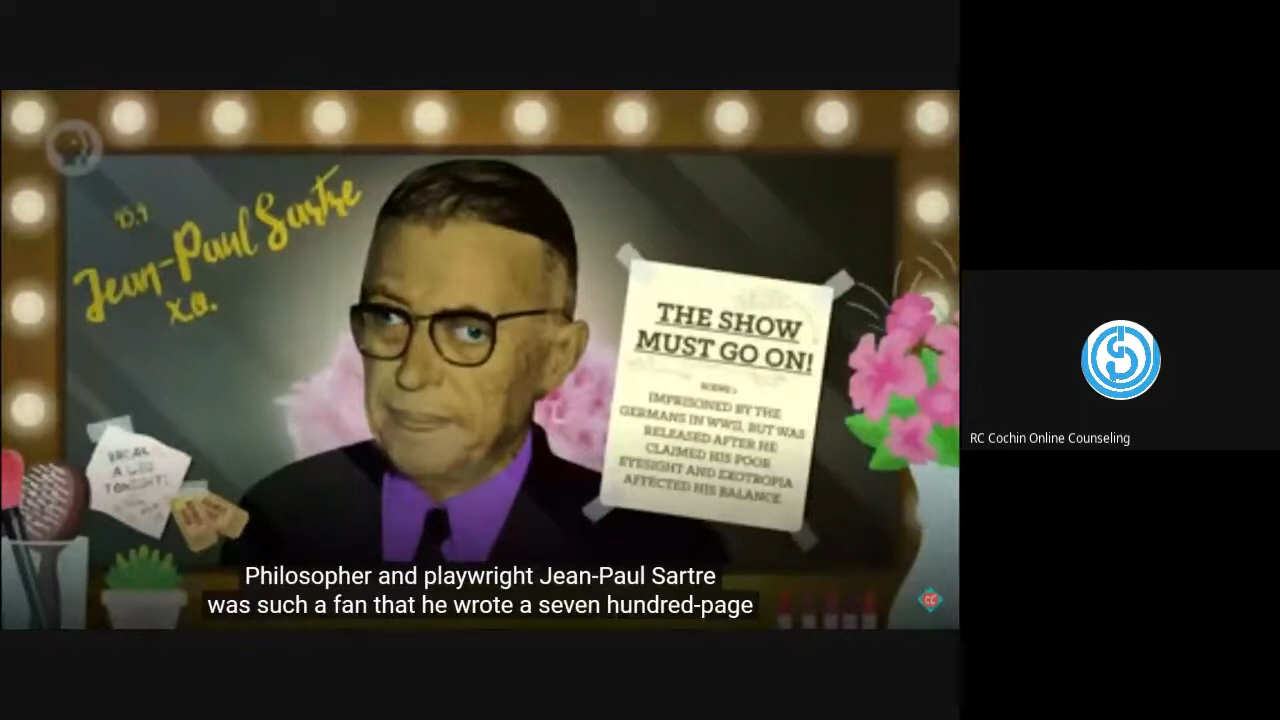 Jean-Paul Sartre
xo.
THE SHOW
MUST GO ON!
IMPRISONED BY THE
GERMANS IN WWII, BUT WAS
RELEASED AFTER HE
CLAIMED HIS POOR
EYESIGHT AND EXOTROPIA
AFFECTED HIS BALANCE.
BREAK
A LEG
TONIGHT!
Philosopher and playwright Jean-Paul Sartre
was such a fan that he wrote a seven hundred-page
CC
RC Cochin Online Counseling